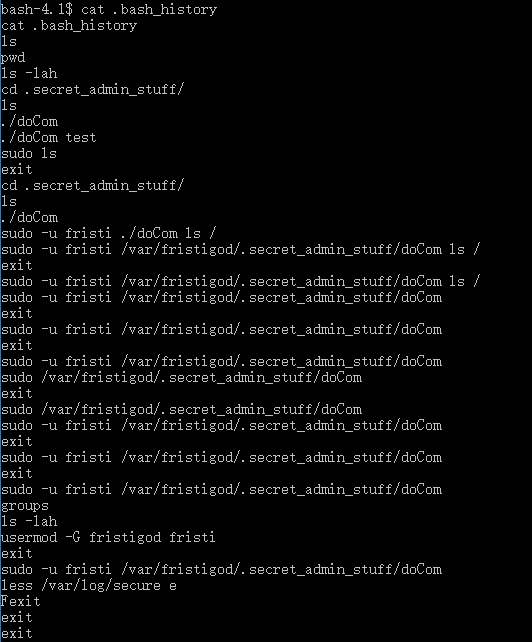 bash-4.1$ cat .bash_history
cat .bash_history
ls
pwd
ls -lah
cd .secret_admin_stuff/
ls
./doCom
./doCom test
sudo ls
exit
cd .secret_admin_stuff/
ls
./doCom
sudo -u fristi ./doCom ls /
sudo -u fristi /var/fristigod/.secret_admin_stuff/doCom ls /
exit
sudo -u fristi /var/fristigod/.secret_admin_stuff/doCom ls /
sudo -u fristi /var/fristigod/.secret_admin_stuff/doCom
exit
sudo -u fristi /var/fristigod/.secret_admin_stuff/doCom
exit
sudo -u fristi /var/fristigod/.secret_admin_stuff/doCom
sudo /var/fristigod/.secret_admin_stuff/doCom
exit
sudo /var/fristigod/.secret_admin_stuff/doCom
sudo -u fristi /var/fristigod/.secret_admin_stuff/doCom
exit
sudo -u fristi /var/fristigod/.secret_admin_stuff/doCom
exit
sudo -u fristi /var/fristigod/.secret_admin_stuff/doCom
groups
ls -lah
usermod -G fristigod fristi
exit
sudo -u fristi /var/fristigod/.secret_admin_stuff/doCom
less /var/log/secure e
Fexit
exit
exit